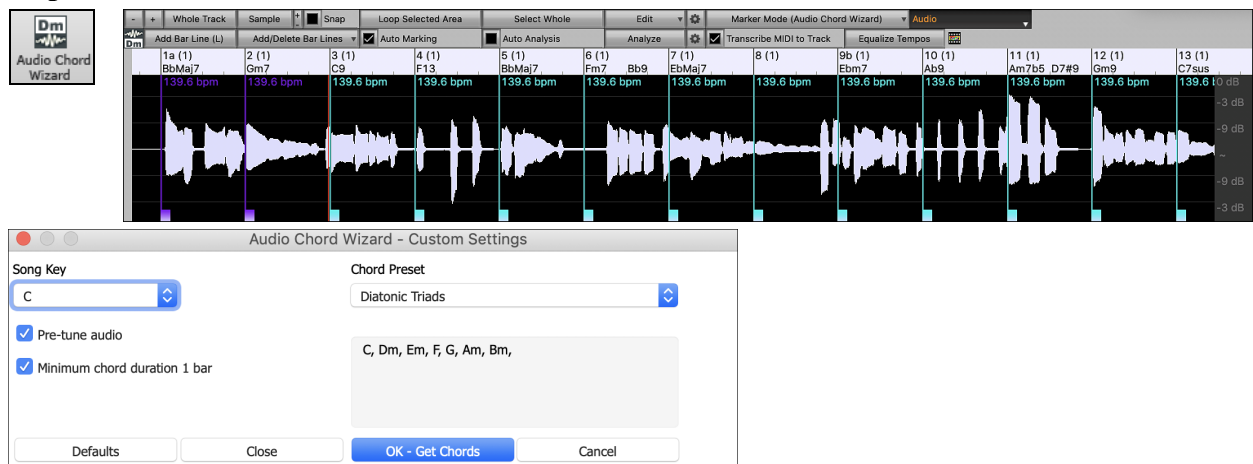 Dm
Audio Chord
Wizard
- + Whole Track Sample + - Snap Loop Selected Area Select Whole Edit Marker Mode (Audio Chord Wizard) Audio
Dm Add Bar Line (L) Add/Delete Bar Lines Auto Marking Auto Analysis Analyze Transcribe MIDI to Track Equalize Tempos
1a (1) 2 (1) 3 (1) 4 (1) 5 (1) 6 (1) 7 (1) 8 (1) 9b (1) 10 (1) 11 (1) 12 (1) 13 (1)
BbMaj7 Gm7 C9 F13 BbMaj7 Fm7 Bb9 EbMaj7 Ebm7 Ab9 Am7b5 D7#9 Gm9 C7sus
139.6 bpm 139.6 bpm 139.6 bpm 139.6 bpm 139.6 bpm 139.6 bpm 139.6 bpm 139.6 bpm 139.6 bpm 139.6 bpm 139.6 bpm 139.6 bpm 139.6 0 dB
-3 dB
-9 dB
~
-9 dB
-3 dB
Audio Chord Wizard - Custom Settings
Song Key Chord Preset
C Diatonic Triads
Pre-tune audio
C, Dm, Em, F, G, Am, Bm,
Minimum chord duration 1 bar
Defaults Close OK - Get Chords Cancel